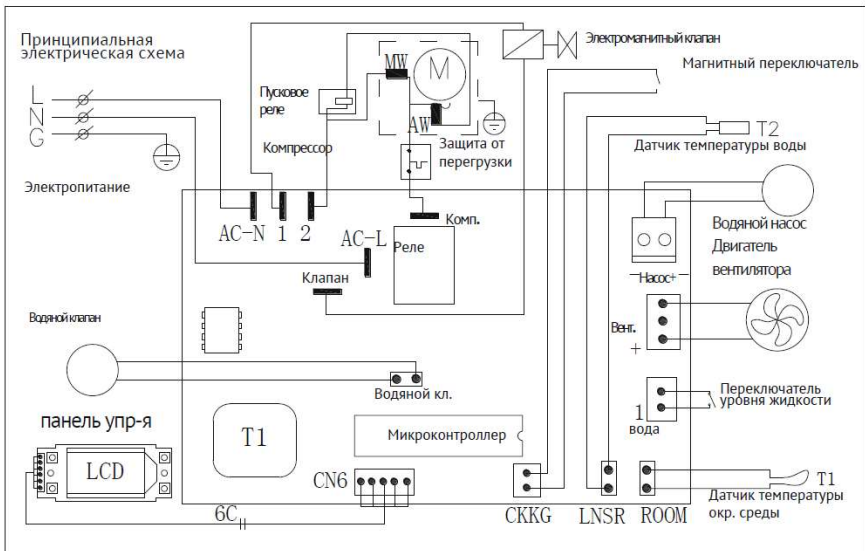 Принципиальная
электрическая схема
L
N
G
Электропитание
Пусковое
реле
Компрессор
MW
M
AW
Защита от
перегрузки
Электромагнитный клапан
Магнитный переключатель
T2
Датчик температуры воды
Водяной насос
Двигатель
вентилятора
AC-N 1 2
AC-L
Комп.
Реле
Клапан
—Насос+—
Вент.
+
Водяной клапан
Водяной кл.
1
вода
Переключатель
уровня жидкости
панель упр-я
LCD
T1
Микроконтроллер
CN6
6C
CKKG
LNSR
ROOM
T1
Датчик температуры
окр. среды